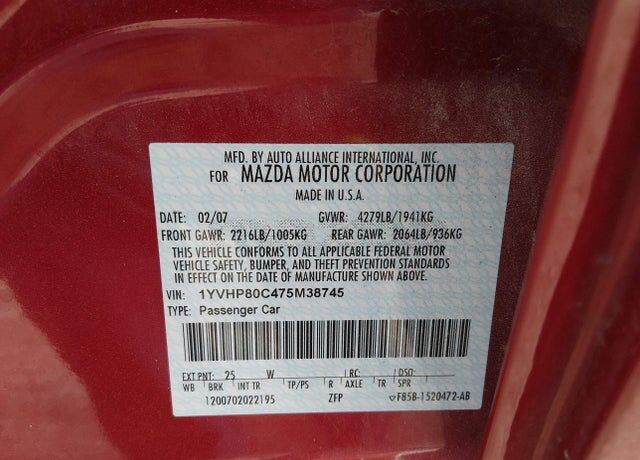 MFD. BY AUTO ALLIANCE INTERNATIONAL, INC.
FOR MAZDA MOTOR CORPORATION
MADE IN U.S.A.
DATE: 02/07 GVWR: 4279LB/1941KG
FRONT GAWR: 2216LB/1005KG REAR GAWR: 2064LB/936KG
THIS VEHICLE CONFORMS TO ALL APPLICABLE FEDERAL MOTOR
VEHICLE SAFETY, BUMPER, AND THEFT PREVENTION STANDARDS
IN EFFECT ON THE DATE OF MANUFACTURE SHOWN ABOVE.
VIN: 1YVHP80C475M38745
TYPE: Passenger Car
EXT PNT: 25 W RC: DSO:
WB BRK INT TR TP/PS R AXLE TR SPR
1200702022195 ZFP F85B-1520472-AB